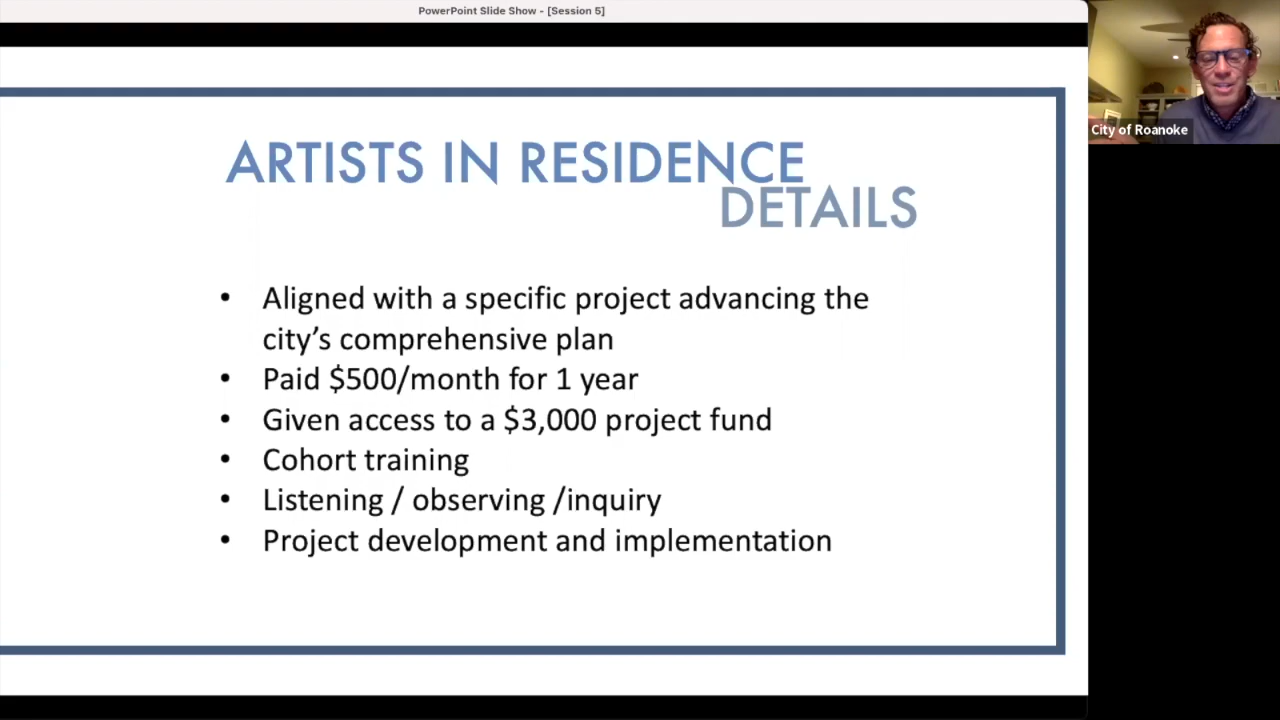 PowerPoint Slide Show - [Session 5]
City of Roanoke
ARTISTS IN RESIDENCE
DETAILS
• Aligned with a specific project advancing the
city’s comprehensive plan
• Paid $500/month for 1 year
• Given access to a $3,000 project fund
• Cohort training
• Listening / observing /inquiry
• Project development and implementation